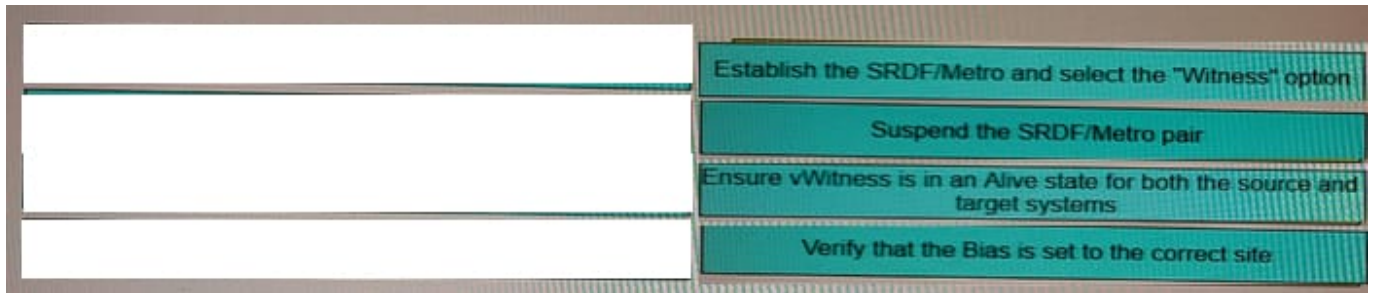 Establish the SRDF/Metro and select the "Witness" option
Suspend the SRDF/Metro pair
Ensure vWitness is in an Alive state for both the source and
target systems
Verify that the Bias is set to the correct site